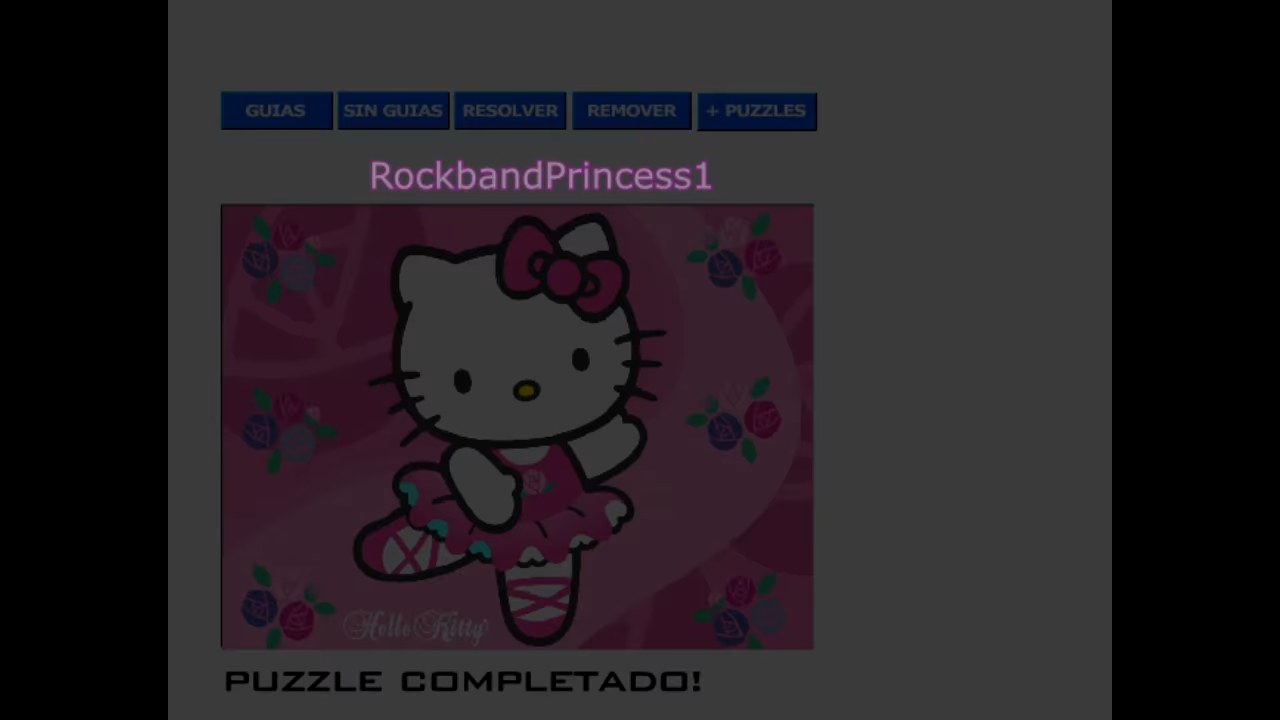 GUIAS SIN GUIAS RESOLVER REMOVER + PUZZLES
RockbandPrincess1
Hello Kitty
PUZZLE COMPLETADO!